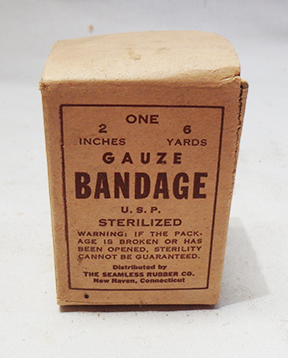 ONE
2 6
INCHES YARDS
GAUZE
BANDAGE
U.S.P.
STERILIZED
WARNING: IF THE PACK-
AGE IS BROKEN OR HAS
BEEN OPENED, STERILITY
CANNOT BE GUARANTEED.
Distributed by
THE SEAMLESS RUBBER CO.
New Haven, Connecticut